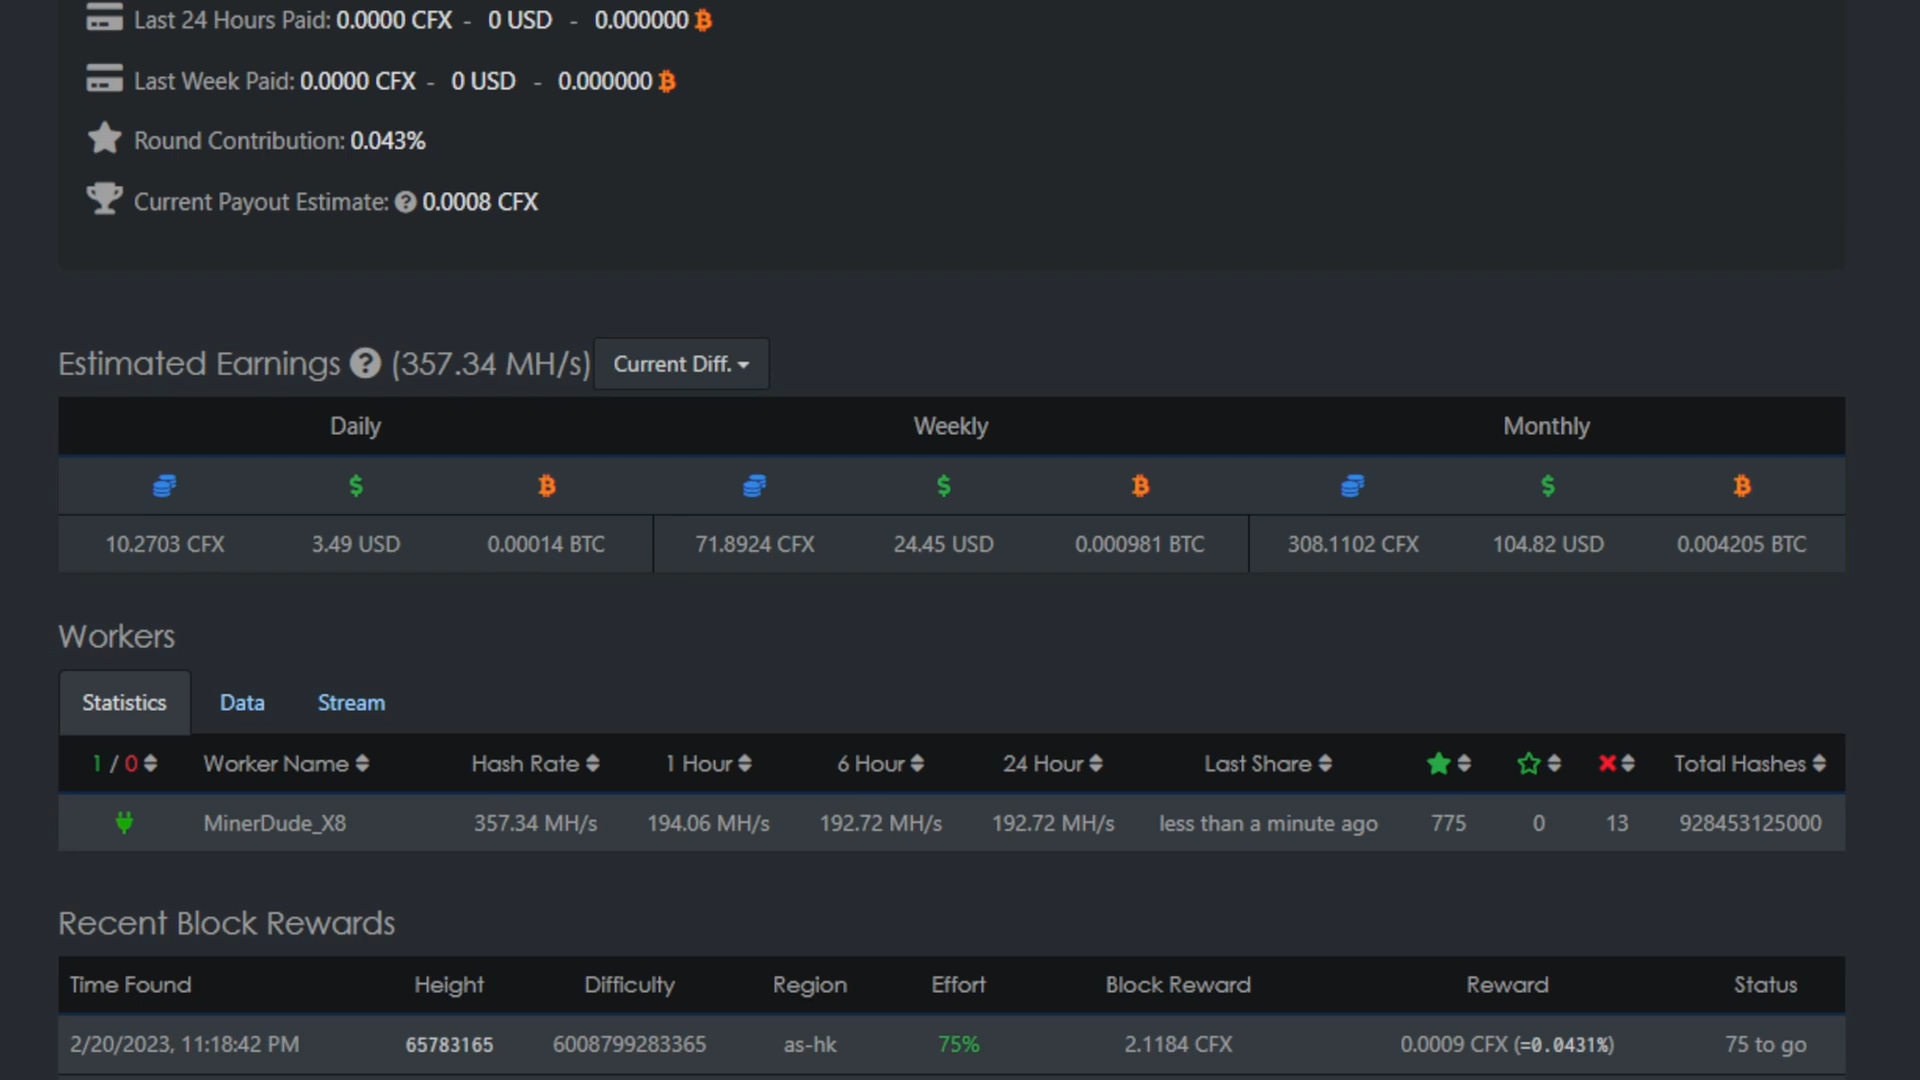 Last 24 Hours Paid: 0.0000 CFX - 0 USD - 0.000000
Last Week Paid: 0.0000 CFX - 0 USD - 0.000000
Round Contribution: 0.043%
Current Payout Estimate: 0.0008 CFX
Estimated Earnings (357.34 MH/s) Current Diff.
Daily Weekly Monthly
10.2703 CFX 3.49 USD 0.00014 BTC 71.8924 CFX 24.45 USD 0.000981 BTC 308.1102 CFX 104.82 USD 0.004205 BTC
Workers
Statistics Data Stream
1 / 0 Worker Name Hash Rate 1 Hour 6 Hour 24 Hour Last Share Total Hashes
MinerDude_X8 357.34 MH/s 194.06 MH/s 192.72 MH/s 192.72 MH/s less than a minute ago 775 0 13 928453125000
Recent Block Rewards
Time Found Height Difficulty Region Effort Block Reward Reward Status
2/20/2023, 11:18:42 PM 65783165 6008799283365 as-hk 75% 2.1184 CFX 0.0009 CFX (=0.0431%) 75 to go